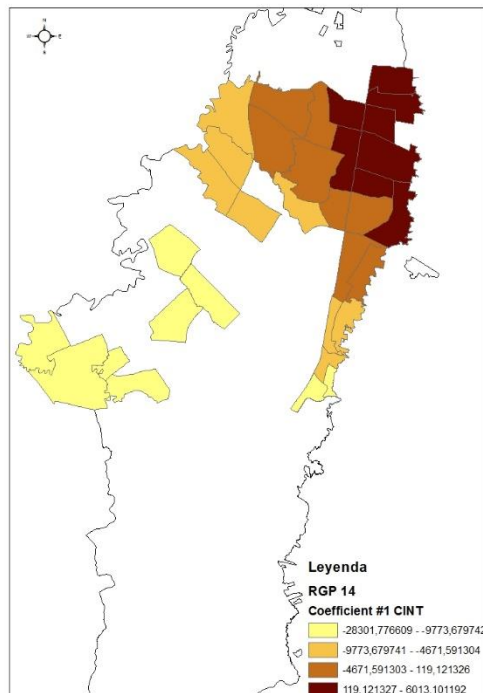 N
W E
S
Leyenda
RGP 14
Coefficient #1 CINT
-28301,776609 - -9773,679742
-9773,679741 - -4671,591304
-4671,591303 - 119,121326
119,121327 - 6013,101192